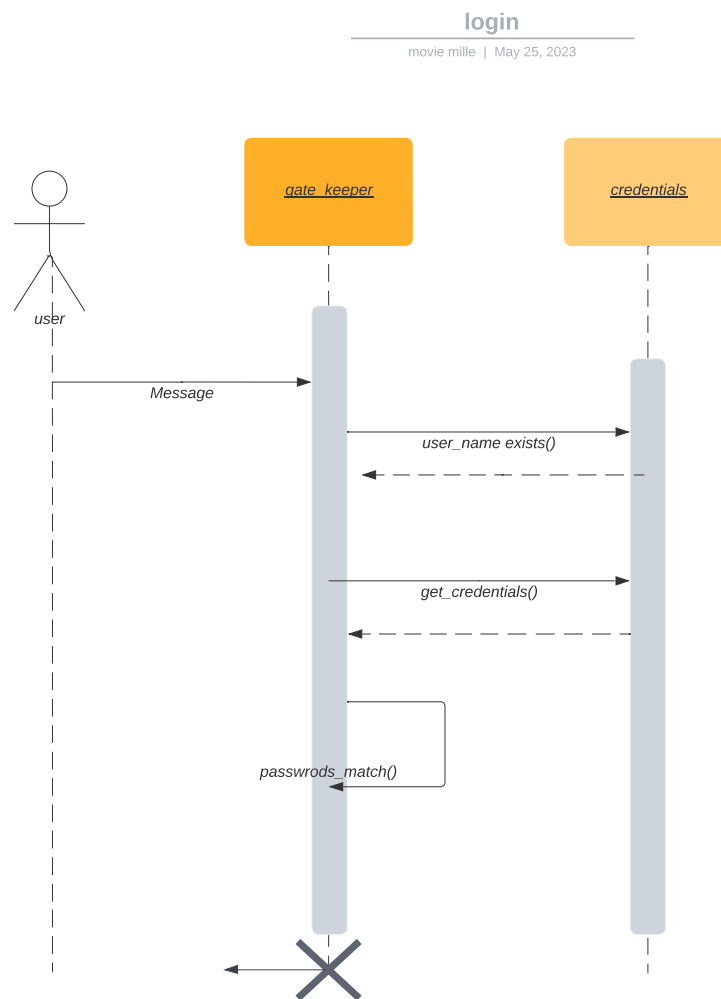 login
movie mille | May 25, 2023
gate_keeper
credentials
user
Message
user_name exists()
get_credentials()
passwrods_match()